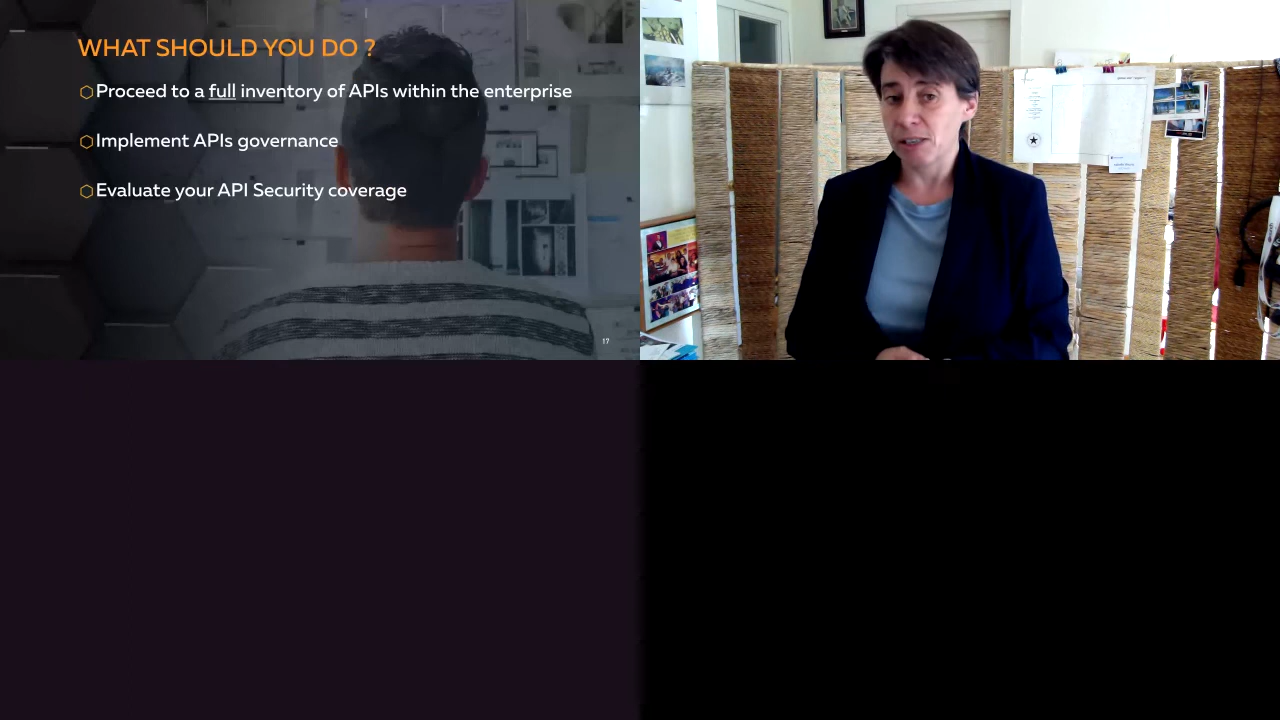 WHAT SHOULD YOU DO ?
Proceed to a full inventory of APIs within the enterprise
Implement APIs governance
Evaluate your API Security coverage
17